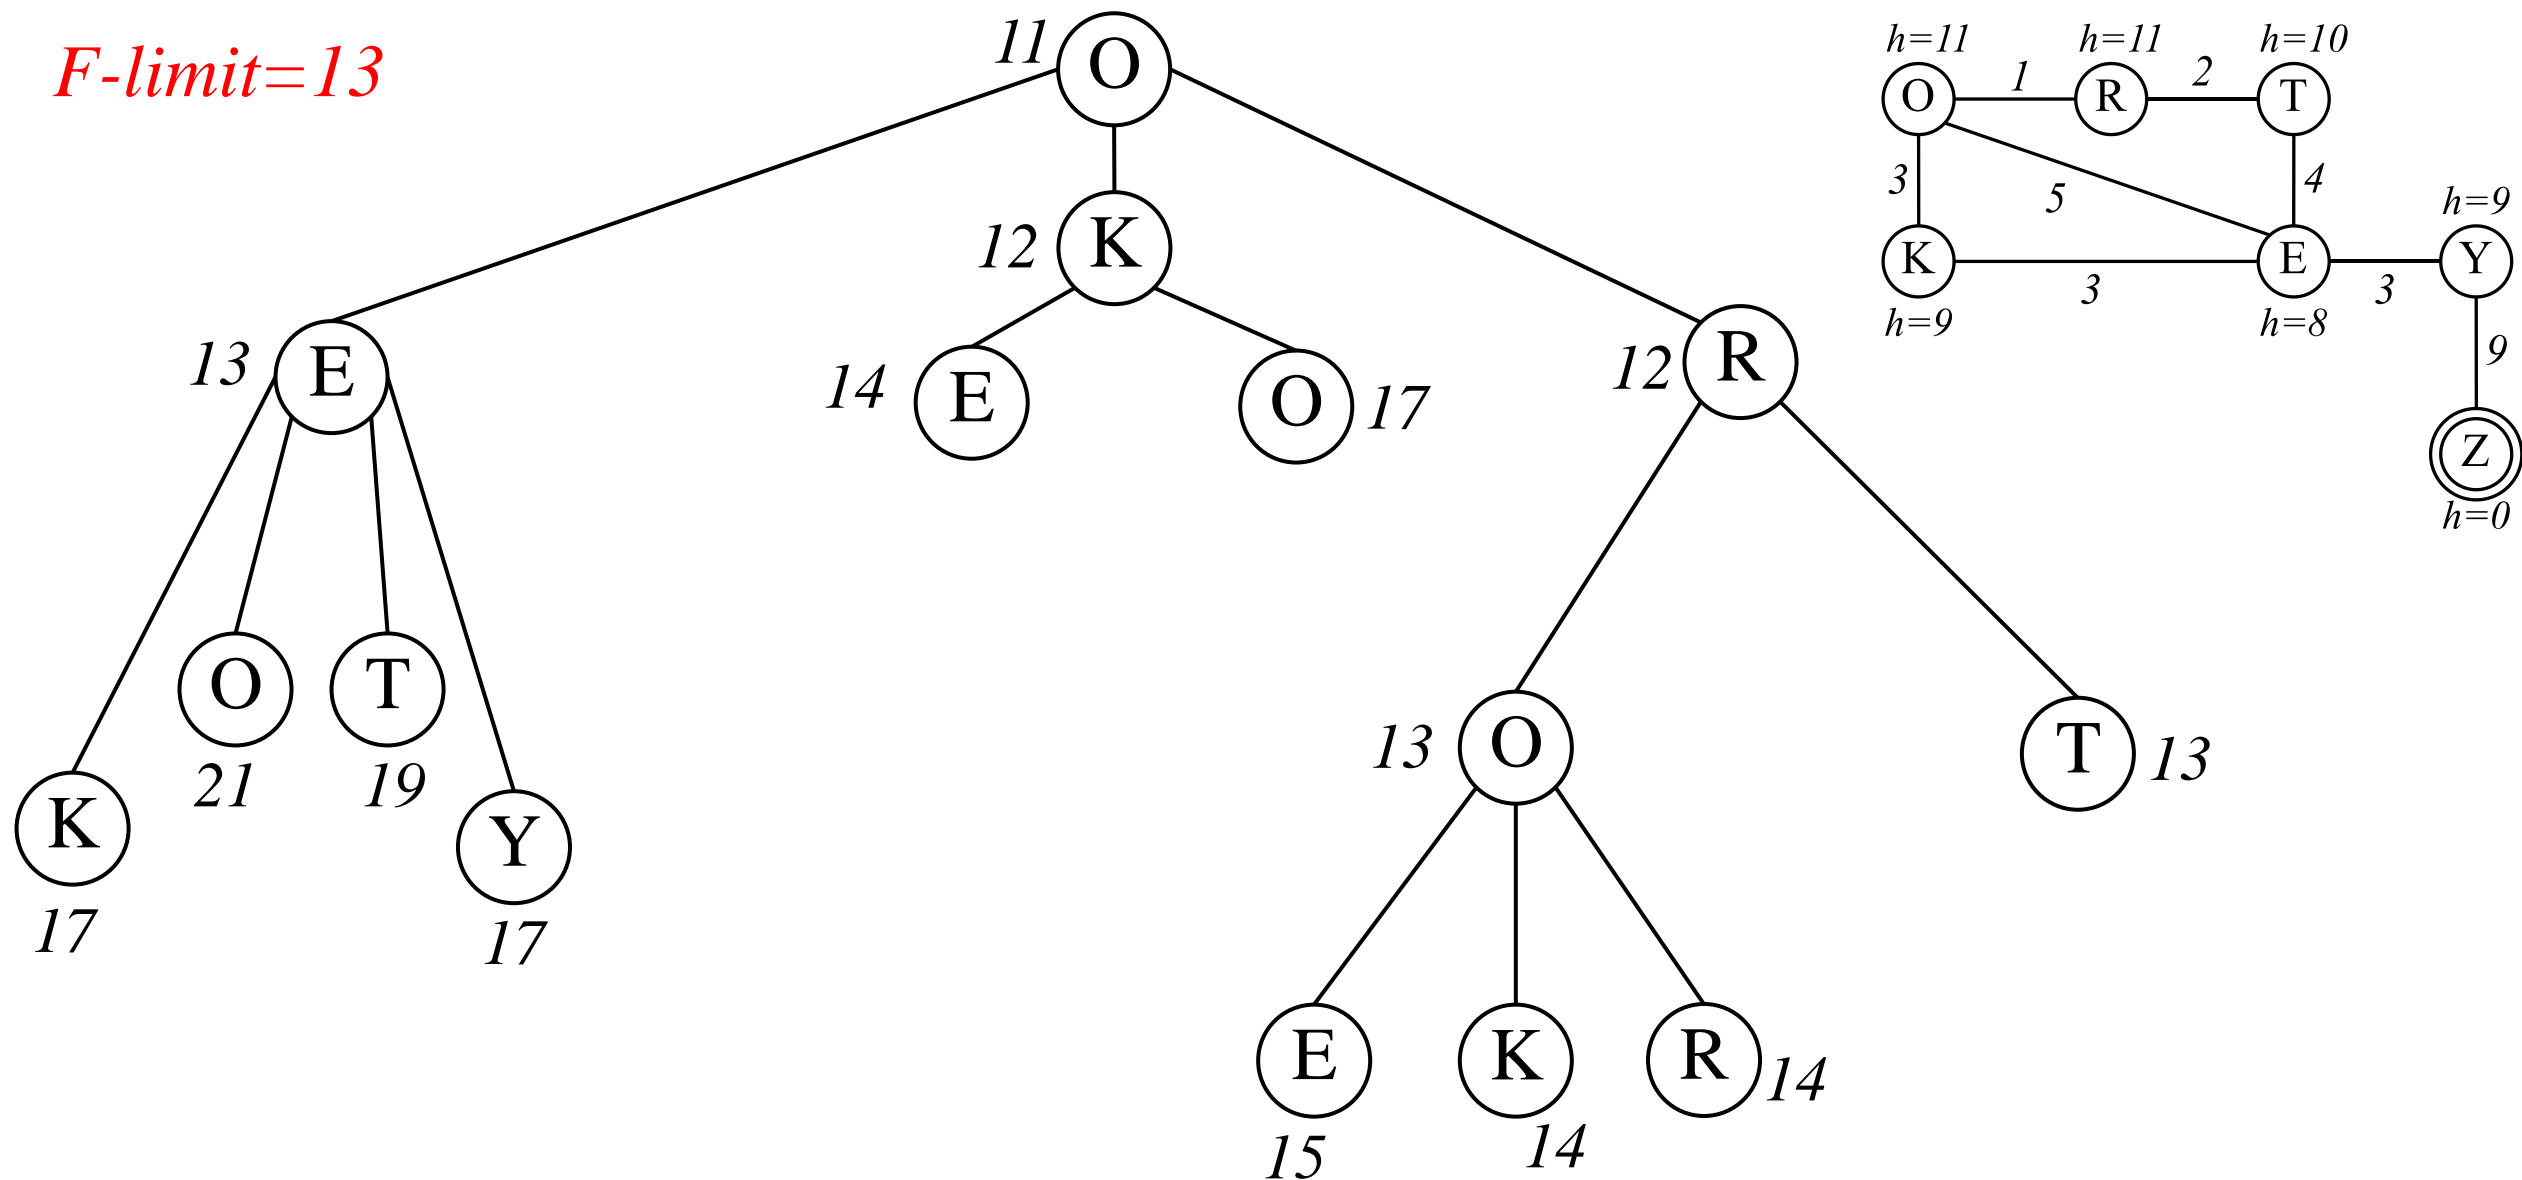 F-limit=13
11 O
h=11 h=11 h=10
O 1 R 2 T
3 5 4
h=9
K 3 E 3 Y
h=9 h=8
9
Z
h=0
12 K
13 E
14 E
O 17
12 R
K
17
O
21
T
19
Y
17
13 O
T 13
E
15
K
14
R 14